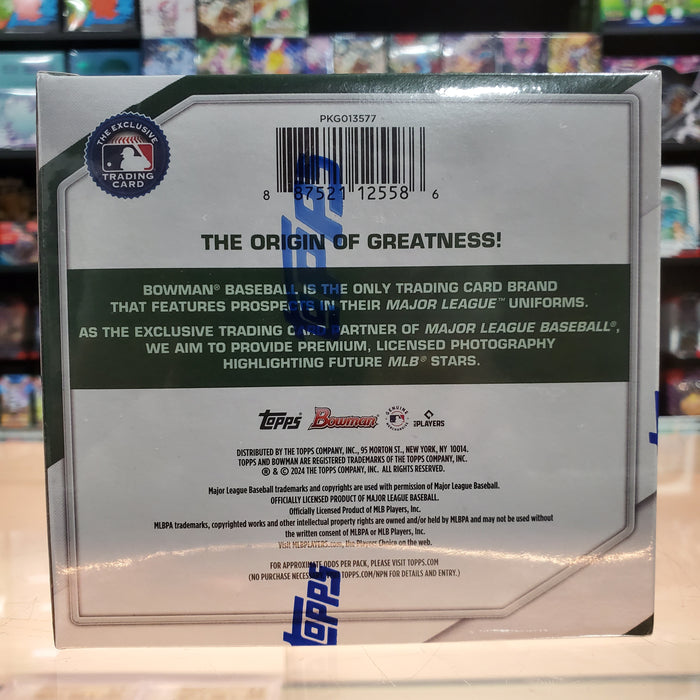 PKG013577
THE EXCLUSIVE
TRADING
CARD
8 87521 12558 6
THE ORIGIN OF GREATNESS!
BOWMAN® BASEBALL IS THE ONLY TRADING CARD BRAND
THAT FEATURES PROSPECTS IN THEIR MAJOR LEAGUE™ UNIFORMS.
AS THE EXCLUSIVE TRADING CARD PARTNER OF MAJOR LEAGUE BASEBALL®,
WE AIM TO PROVIDE PREMIUM, LICENSED PHOTOGRAPHY
HIGHLIGHTING FUTURE MLB® STARS.
topps
topps® Bowman® GENUINE MERCHANDISE PLAYERS
DISTRIBUTED BY THE TOPPS COMPANY, INC., 95 MORTON ST., NEW YORK, NY 10014.
TOPPS AND BOWMAN ARE REGISTERED TRADEMARKS OF THE TOPPS COMPANY, INC.
® & © 2024 THE TOPPS COMPANY, INC. ALL RIGHTS RESERVED.
Major League Baseball trademarks and copyrights are used with permission of Major League Baseball.
OFFICIALLY LICENSED PRODUCT OF MAJOR LEAGUE BASEBALL.
Officially Licensed Product of MLB Players, Inc.
MLBPA trademarks, copyrighted works and other intellectual property rights are owned and/or held by MLBPA and may not be used without
the written consent of MLBPA or MLB Players, Inc.
Visit MLBPLAYERS.com, the Players Choice on the web.
FOR APPROXIMATE ODDS PER PACK, PLEASE VISIT TOPPS.COM
(NO PURCHASE TOPPS.COM/NPN FOR DETAILS AND ENTRY.)
topps